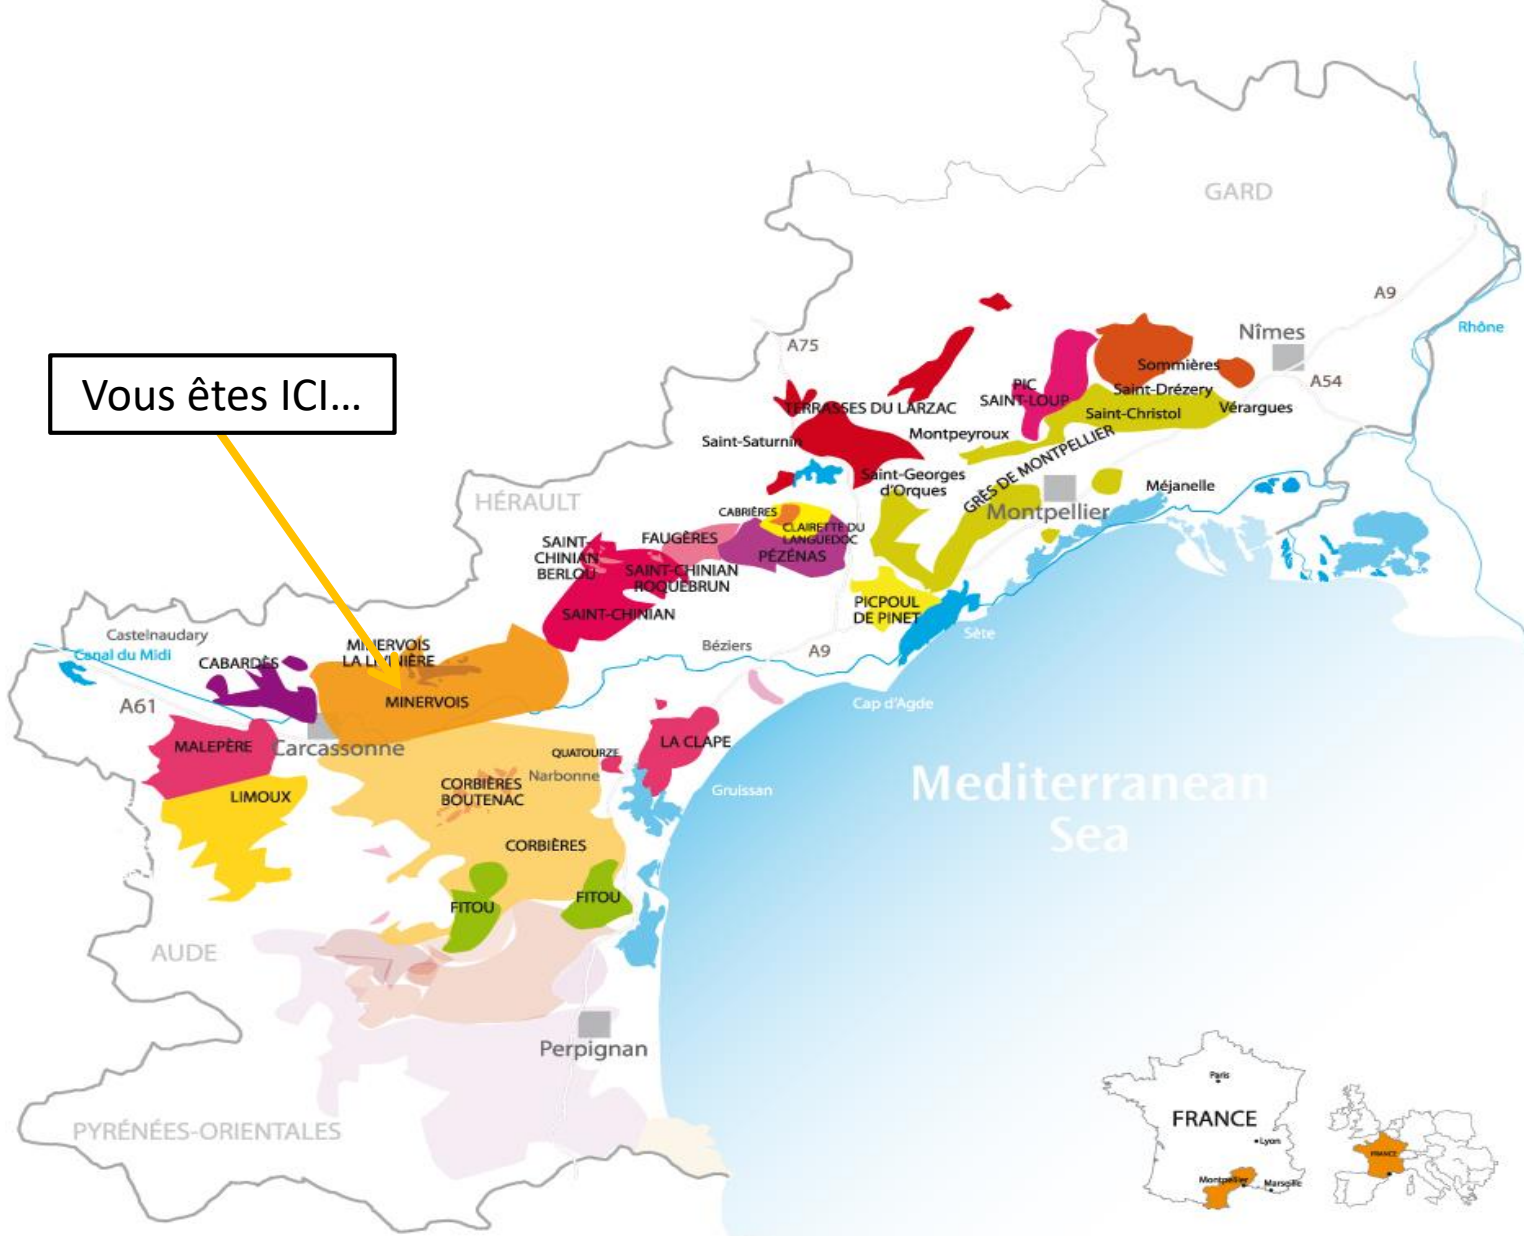 GARD
A9
Nîmes
Rhône
A75
Vous êtes ICI...
Sommières
A54
PIC
SAINT-LOUP
Saint-Drézery
TERRASSES DU LARZAC
Saint-Christol
Vérargues
Saint-Saturnin
Montpeyroux
GRÈS DE MONTPELLIER
Saint-Georges
d'Orques
HÉRAULT
Méjanelle
Montpellier
CABRIÈRES
CLAIRETTE DU
LANGUEDOC
FAUGÈRES
PÉZÉNAS
SAINT-
CHINIAN
BERLOU
SAINT-CHINIAN
ROQUEBRUN
SAINT-CHINIAN
PICPOUL
DE PINET
Sète
Castelnaudary
Canal du Midi
CABARDÈS
MINERVOIS
LA LIVINIÈRE
Béziers
A9
MINERVOIS
A61
Cap d'Agde
MALEPÈRE
Carcassonne
QUATOURZE
LA CLAPE
Narbonne
Gruissan
LIMOUX
CORBIÈRES
BOUTENAC
Mediterranean
Sea
CORBIÈRES
FITOU
FITOU
AUDE
Perpignan
PYRÉNÉES-ORIENTALES
Paris
FRANCE
Lyon
Montpellier
Marseille
FRANCE